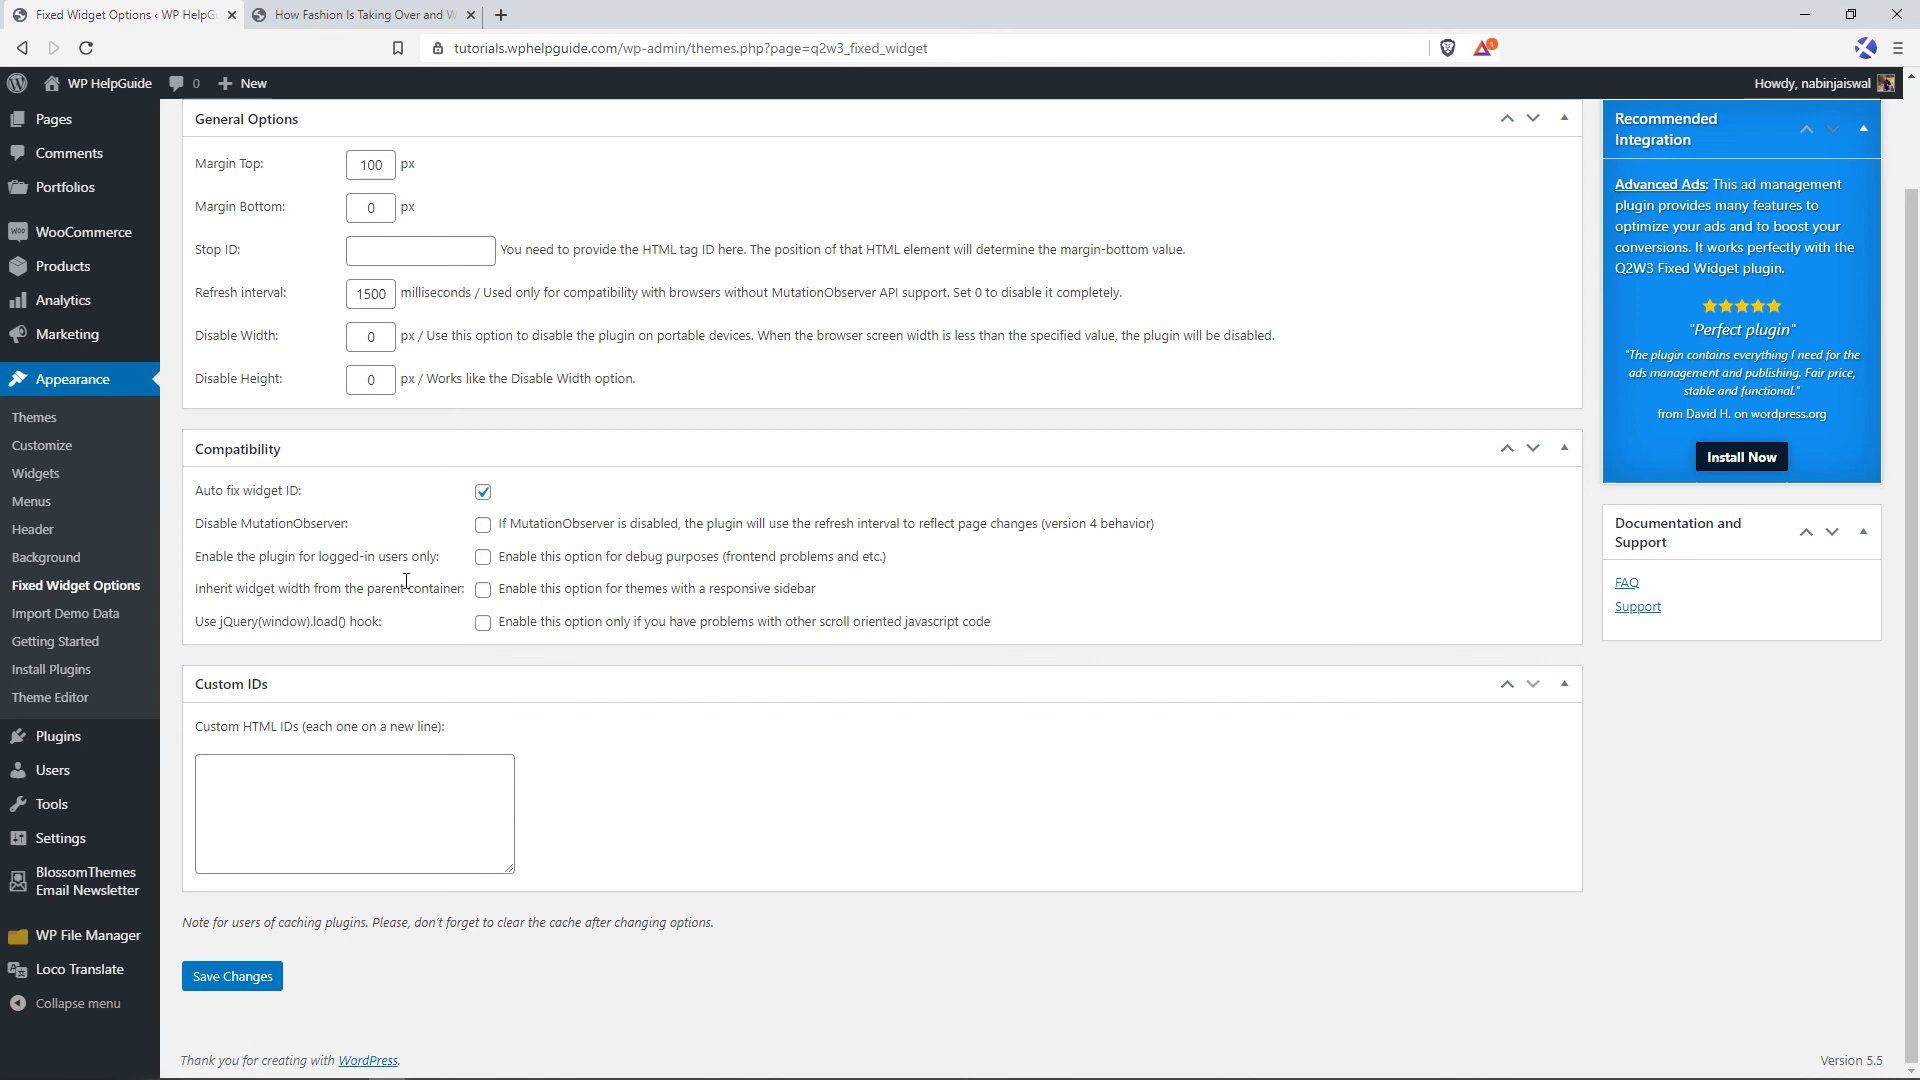 Fixed Widget Options ‹ WP HelpG
How Fashion Is Taking Over and W
tutorials.wphelpguide.com/wp-admin/themes.php?page=q2w3_fixed_widget
1
WP HelpGuide
0
New
Howdy, nabinjaiswal
Pages
Comments
Portfolios
WooCommerce
Products
Analytics
Marketing
Appearance
Themes
Customize
Widgets
Menus
Header
Background
Fixed Widget Options
Import Demo Data
Getting Started
Install Plugins
Theme Editor
Plugins
Users
Tools
Settings
BlossomThemes
Email Newsletter
WP File Manager
Loco Translate
Collapse menu
General Options
Margin Top: 100 px
Margin Bottom: 0 px
Stop ID: You need to provide the HTML tag ID here. The position of that HTML element will determine the margin-bottom value.
Refresh interval: 1500 milliseconds / Used only for compatibility with browsers without MutationObserver API support. Set 0 to disable it completely.
Disable Width: 0 px / Use this option to disable the plugin on portable devices. When the browser screen width is less than the specified value, the plugin will be disabled.
Disable Height: 0 px / Works like the Disable Width option.
Compatibility
Auto fix widget ID:
Disable MutationObserver: If MutationObserver is disabled, the plugin will use the refresh interval to reflect page changes (version 4 behavior)
Enable the plugin for logged-in users only: Enable this option for debug purposes (frontend problems and etc.)
Inherit widget width from the parent container: Enable this option for themes with a responsive sidebar
Use jQuery(window).load() hook: Enable this option only if you have problems with other scroll oriented javascript code
Custom IDs
Custom HTML IDs (each one on a new line):
Note for users of caching plugins. Please, don't forget to clear the cache after changing options.
Save Changes
Thank you for creating with WordPress.
Version 5.5
Recommended
Integration
Advanced Ads: This ad management
plugin provides many features to
optimize your ads and to boost your
conversions. It works perfectly with the
Q2W3 Fixed Widget plugin.
"Perfect plugin"
"The plugin contains everything I need for the
ads management and publishing. Fair price,
stable and functional."
from David H. on wordpress.org
Install Now
Documentation and
Support
FAQ
Support